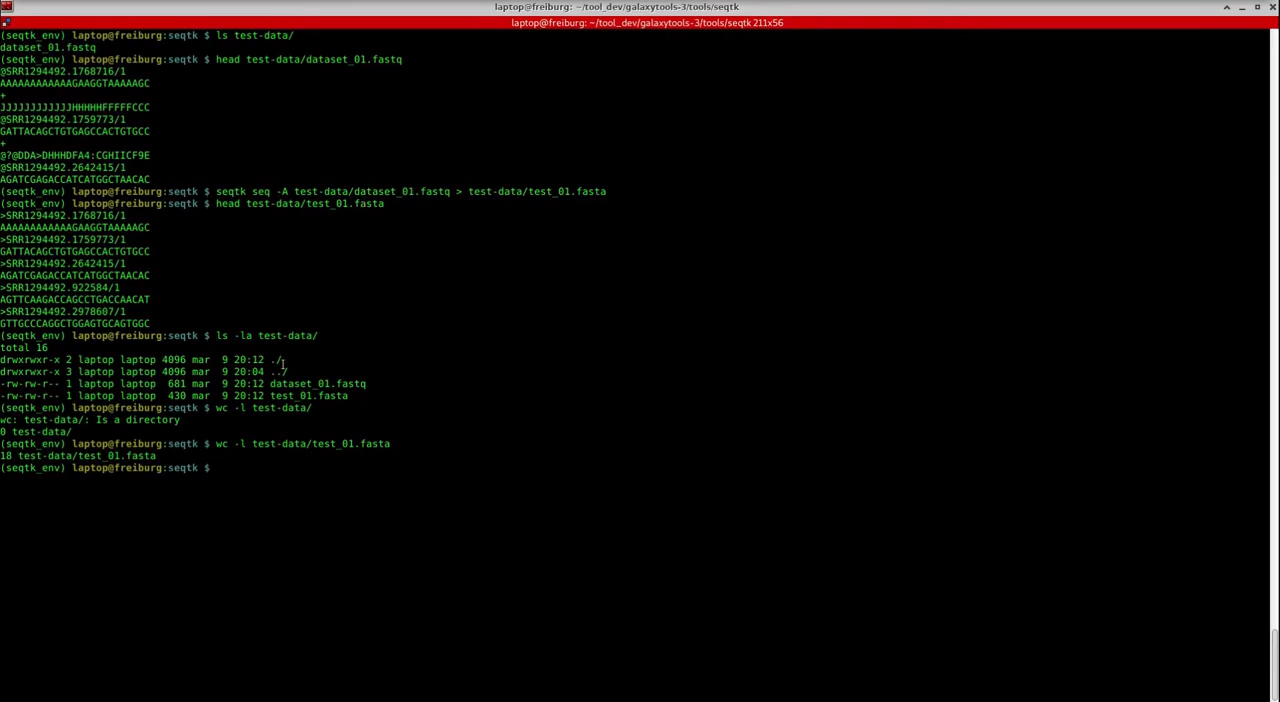 laptop@freiburg: ~/tool_dev/galaxytools-3/tools/seqtk
laptop@freiburg: ~/tool_dev/galaxytools-3/tools/seqtk 211x56
(seqtk_env) laptop@freiburg:seqtk $ ls test-data/
dataset_01.fastq
(seqtk_env) laptop@freiburg:seqtk $ head test-data/dataset_01.fastq
@SRR1294492.1768716/1
AAAAAAAAAAAAGAAGGTAAAAAGC
+
JJJJJJJJJJJJHHHHHFFFFFCCC
@SRR1294492.1759773/1
GATTACAGCTGTGAGCCACTGTGCC
+
@?@DDA>DHHHDFA4:CGHIICF9E
@SRR1294492.2642415/1
AGATCGAGACCATCATGGCTAACAC
(seqtk_env) laptop@freiburg:seqtk $ seqtk seq -A test-data/dataset_01.fastq > test-data/test_01.fasta
(seqtk_env) laptop@freiburg:seqtk $ head test-data/test_01.fasta
>SRR1294492.1768716/1
AAAAAAAAAAAAGAAGGTAAAAAGC
>SRR1294492.1759773/1
GATTACAGCTGTGAGCCACTGTGCC
>SRR1294492.2642415/1
AGATCGAGACCATCATGGCTAACAC
>SRR1294492.922584/1
AGTTCAAGACCAGCCTGACCAACAT
>SRR1294492.2978607/1
GTTGCCCAGGCTGGAGTGCAGTGGC
(seqtk_env) laptop@freiburg:seqtk $ ls -la test-data/
total 16
drwxrwxr-x 2 laptop laptop 4096 mar  9 20:12 ./
drwxrwxr-x 3 laptop laptop 4096 mar  9 20:04 ../
-rw-rw-r-- 1 laptop laptop  681 mar  9 20:12 dataset_01.fastq
-rw-rw-r-- 1 laptop laptop  430 mar  9 20:12 test_01.fasta
(seqtk_env) laptop@freiburg:seqtk $ wc -l test-data/
wc: test-data/: Is a directory
0 test-data/
(seqtk_env) laptop@freiburg:seqtk $ wc -l test-data/test_01.fasta
18 test-data/test_01.fasta
(seqtk_env) laptop@freiburg:seqtk $